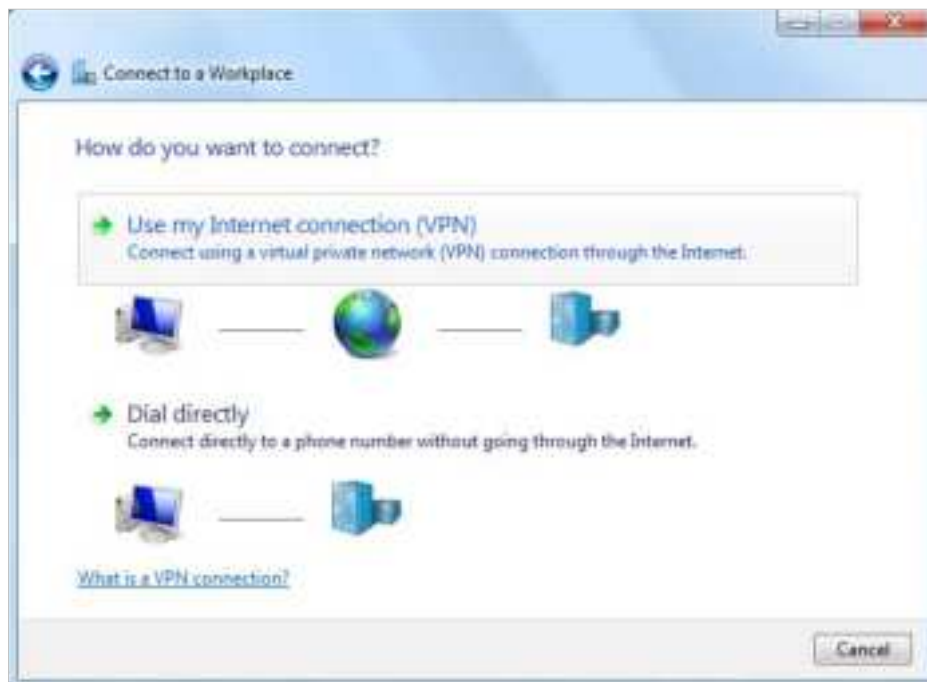 Connect to a Workplace
How do you want to connect?
Use my Internet connection (VPN)
Connect using a virtual private network (VPN) connection through the Internet.
Dial directly
Connect directly to a phone number without going through the Internet.
What is a VPN connection?
Cancel